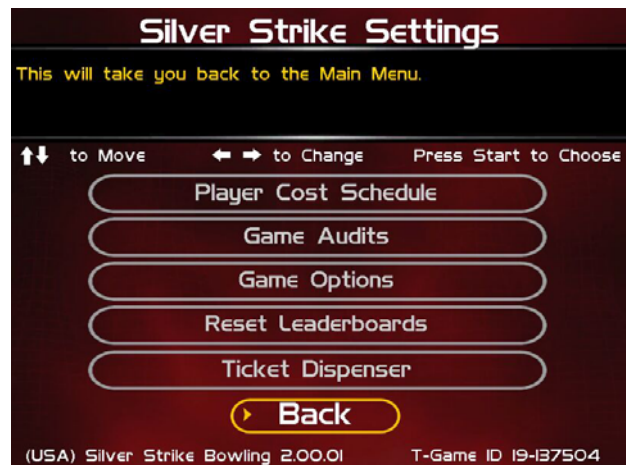 Silver Strike Settings
This will take you back to the Main Menu.
to Move to Change Press Start to Choose
Player Cost Schedule
Game Audits
Game Options
Reset Leaderboards
Ticket Dispenser
Back
(USA) Silver Strike Bowling 2.00.01 T-Game ID 19-137504